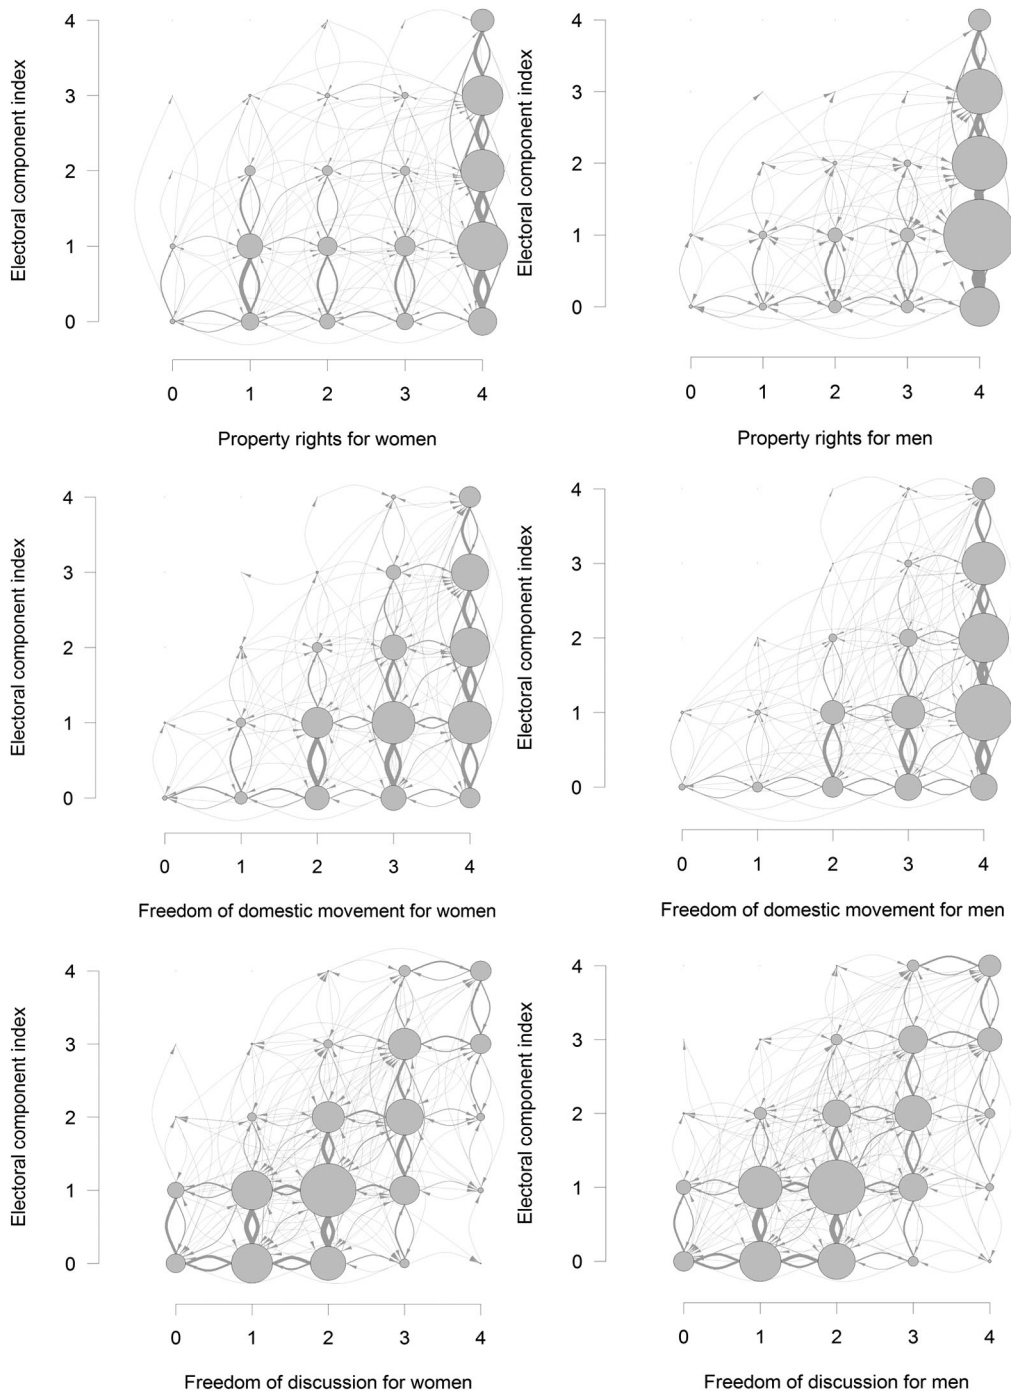 Electoral component index
4
3
2
1
0
0 1 2 3 4
Property rights for women
Electoral component index
4
3
2
1
0
0 1 2 3 4
Property rights for men
Electoral component index
4
3
2
1
0
0 1 2 3 4
Freedom of domestic movement for women
Electoral component index
4
3
2
1
0
0 1 2 3 4
Freedom of domestic movement for men
Electoral component index
4
3
2
1
0
0 1 2 3 4
Freedom of discussion for women
Electoral component index
4
3
2
1
0
0 1 2 3 4
Freedom of discussion for men